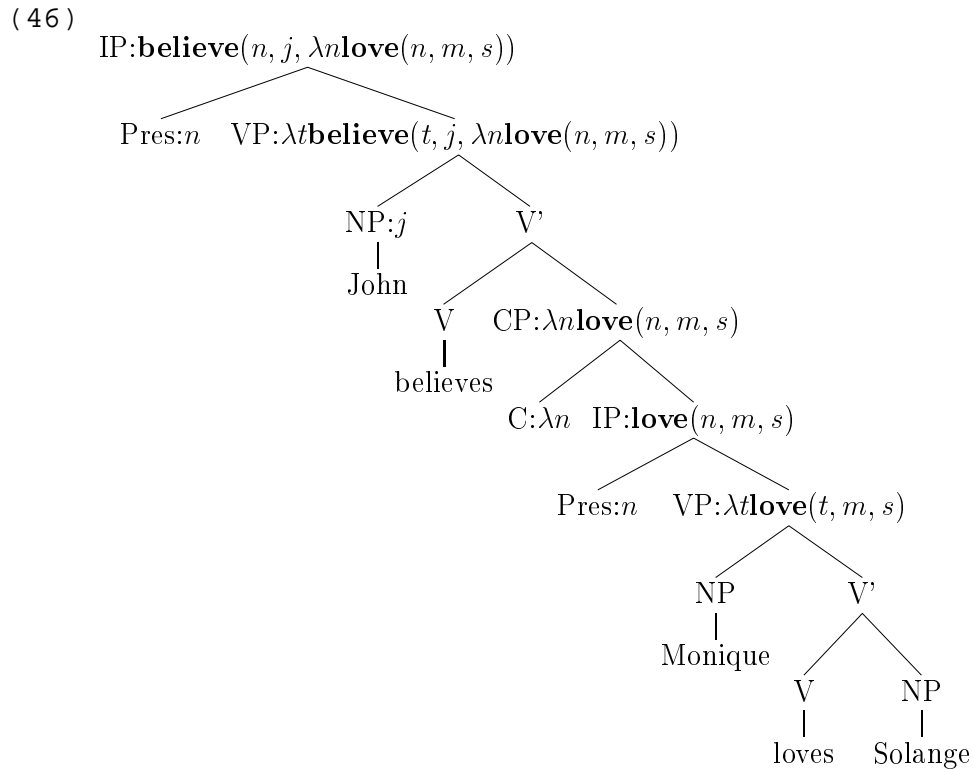 (46)
IP:believe(n, j, λnlove(n, m, s))
Pres:n VP:λtbelieve(t, j, λnlove(n, m, s))
NP:j V'
John
V CP:λnlove(n, m, s)
believes
C:λn IP:love(n, m, s)
Pres:n VP:λtlove(t, m, s)
NP V'
Monique
V NP
loves Solange